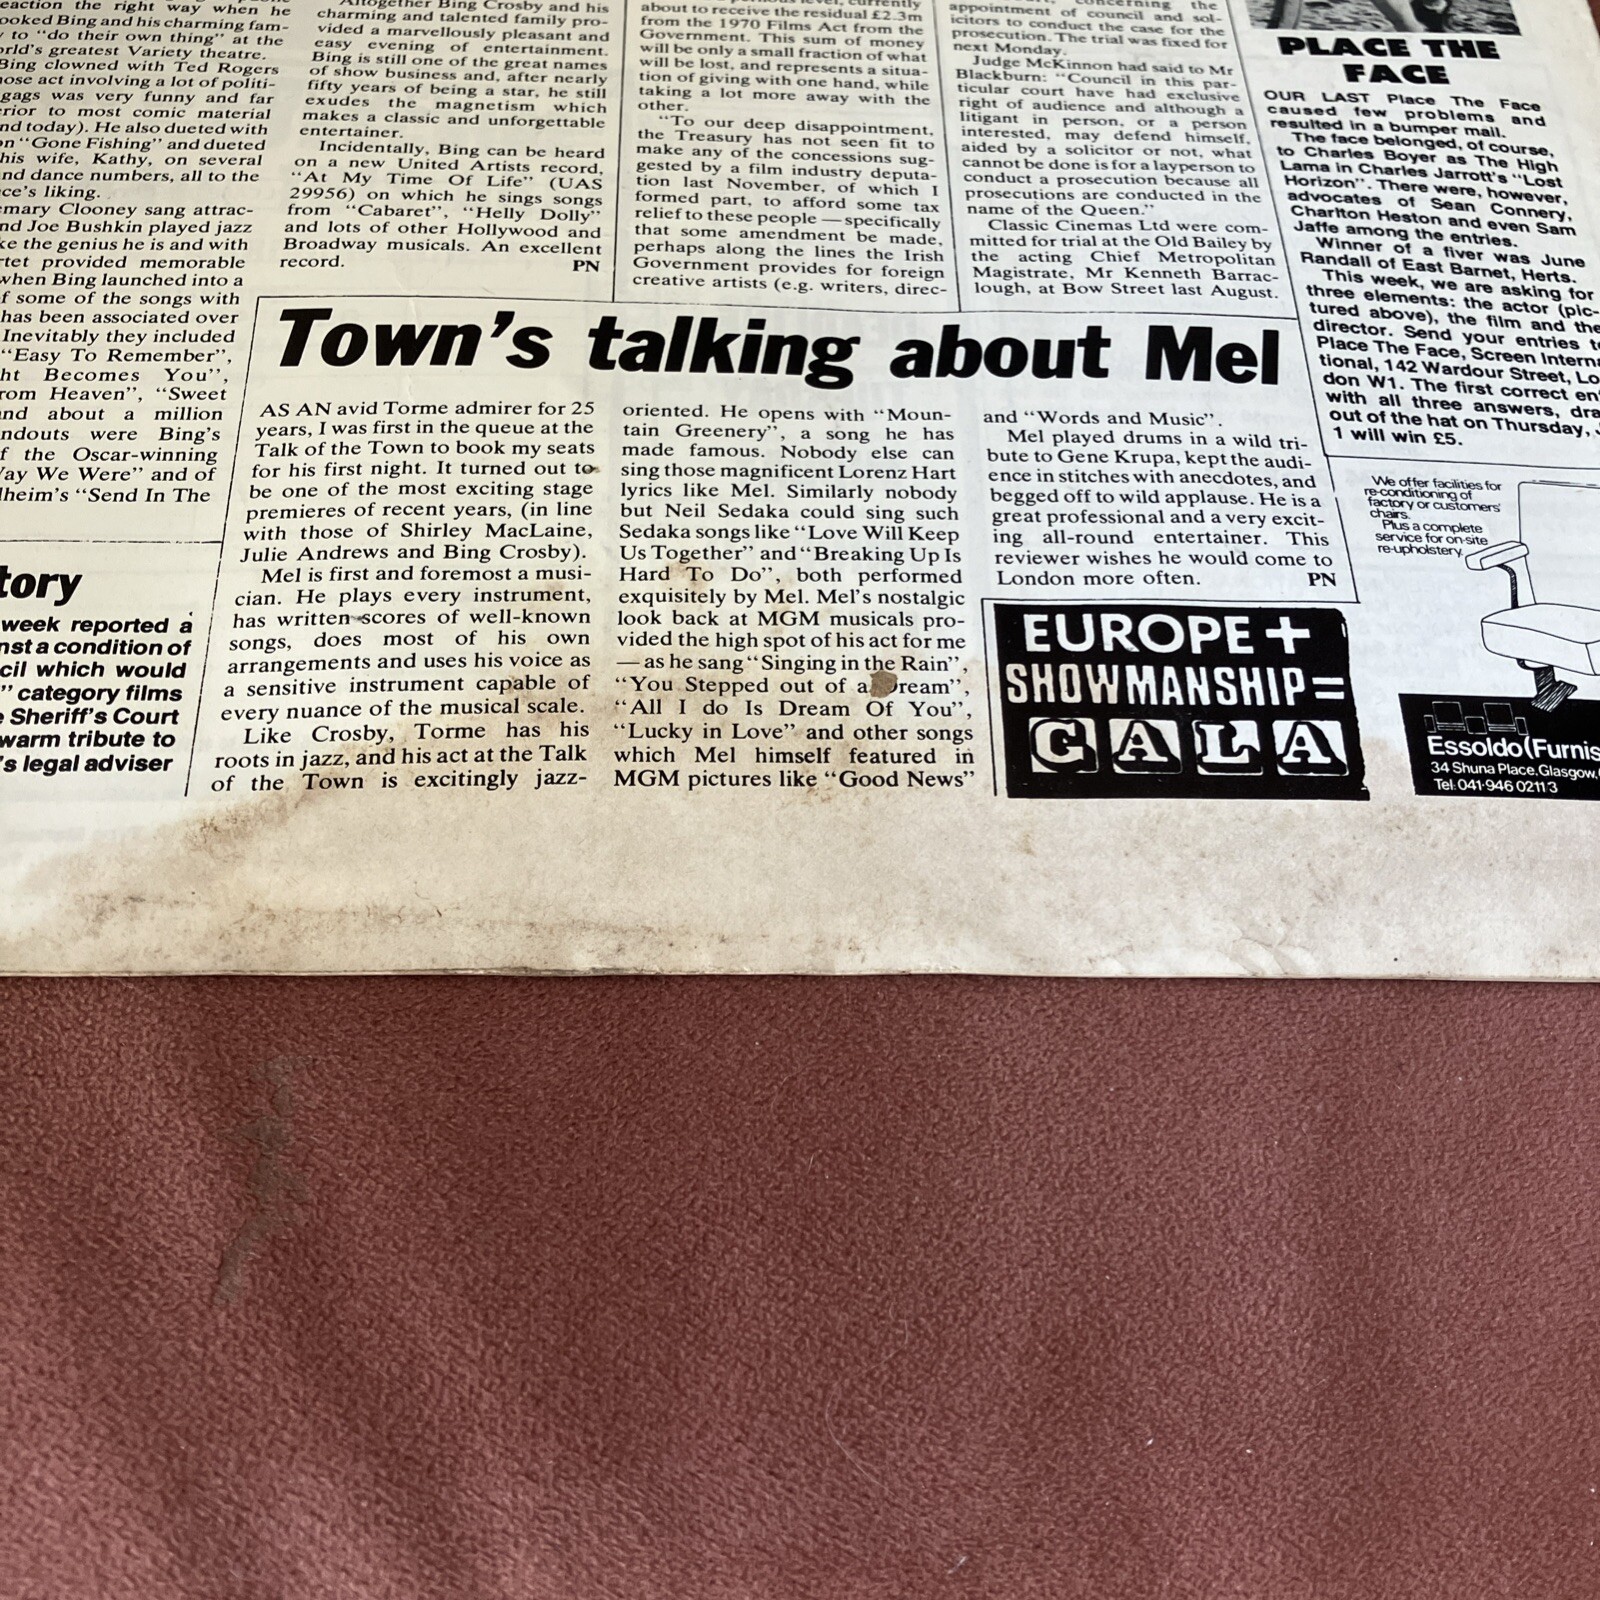 eaction the right way when he
ooked Bing and his charming fam-
y to "do their own thing" at the
orld's greatest Variety theatre.
Bing clowned with Ted Rogers
hose act involving a lot of politi-
gags was very funny and far
erior to most comic material
nd today). He also dueted with
on "Gone Fishing" and dueted
his wife, Kathy, on several
nd dance numbers, all to the
ce's liking.
emary Clooney sang attrac-
nd Joe Bushkin played jazz
ke the genius he is and with
rtet provided memorable
when Bing launched into a
f some of the songs with
has been associated over
Inevitably they included
"Easy To Remember",
ht Becomes You",
rom Heaven", "Sweet
nd about a million
ndouts were Bing's
f the Oscar-winning
Vay We Were" and of
lheim's "Send In The
tory
week reported a
nst a condition of
cil which would
" category films
e Sheriff's Court
warm tribute to
's legal adviser
Altogether Bing Crosby and his
charming and talented family pro-
vided a marvellously pleasant and
easy evening of entertainment.
Bing is still one of the great names
of show business and, after nearly
fifty years of being a star, he still
exudes the magnetism which
makes a classic and unforgettable
entertainer.
Incidentally, Bing can be heard
on a new United Artists record,
"At My Time Of Life" (UAS
29956) on which he sings songs
from "Cabaret", "Helly Dolly"
and lots of other Hollywood and
Broadway musicals. An excellent
record. PN
level, currently
about to receive the residual £2.3m
from the 1970 Films Act from the
Government. This sum of money
will be only a small fraction of what
will be lost, and represents a situa-
tion of giving with one hand, while
taking a lot more away with the
other.
"To our deep disappointment,
the Treasury has not seen fit to
make any of the concessions sug-
gested by a film industry deputa-
tion last November, of which I
formed part, to afford some tax
relief to these people — specifically
that some amendment be made,
perhaps along the lines the Irish
Government provides for foreign
creative artists (e.g. writers, direc-
concerning the
appointment of council and sol-
icitors to conduct the case for the
prosecution. The trial was fixed for
next Monday.
Judge McKinnon had said to Mr
Blackburn: "Council in this par-
ticular court have had exclusive
right of audience and although a
litigant in person, or a person
interested, may defend himself,
aided by a solicitor or not, what
cannot be done is for a layperson to
conduct a prosecution because all
prosecutions are conducted in the
name of the Queen."
Classic Cinemas Ltd were com-
mitted for trial at the Old Bailey by
the acting Chief Metropolitan
Magistrate, Mr Kenneth Barrac-
lough, at Bow Street last August.
PLACE THE
FACE
OUR LAST Place The Face
caused few problems and
resulted in a bumper mail.
The face belonged, of course,
to Charles Boyer as The High
Lama in Charles Jarrott's "Lost
Horizon". There were, however,
advocates of Sean Connery,
Charlton Heston and even Sam
Jaffe among the entries.
Winner of a fiver was June
Randall of East Barnet, Herts.
This week, we are asking for
three elements: the actor (pic-
tured above), the film and the
director. Send your entries to
Place The Face, Screen Interna
tional, 142 Wardour Street, Lo
don W1. The first correct en
with all three answers, dra
out of the hat on Thursday,
1 will win £5.
Town's talking about Mel
AS AN avid Torme admirer for 25
years, I was first in the queue at the
Talk of the Town to book my seats
for his first night. It turned out to
be one of the most exciting stage
premieres of recent years, (in line
with those of Shirley MacLaine,
Julie Andrews and Bing Crosby).
Mel is first and foremost a musi-
cian. He plays every instrument,
has written scores of well-known
songs, does most of his own
arrangements and uses his voice as
a sensitive instrument capable of
every nuance of the musical scale.
Like Crosby, Torme has his
roots in jazz, and his act at the Talk
of the Town is excitingly jazz-
oriented. He opens with "Moun-
tain Greenery", a song he has
made famous. Nobody else can
sing those magnificent Lorenz Hart
lyrics like Mel. Similarly nobody
but Neil Sedaka could sing such
Sedaka songs like "Love Will Keep
Us Together" and "Breaking Up Is
Hard To Do", both performed
exquisitely by Mel. Mel's nostalgic
look back at MGM musicals pro-
vided the high spot of his act for me
— as he sang "Singing in the Rain",
"You Stepped out of a Dream",
"All I do Is Dream Of You",
"Lucky in Love" and other songs
which Mel himself featured in
MGM pictures like "Good News"
and "Words and Music".
Mel played drums in a wild tri-
bute to Gene Krupa, kept the audi-
ence in stitches with anecdotes, and
begged off to wild applause. He is a
great professional and a very excit-
ing all-round entertainer. This
reviewer wishes he would come to
London more often. PN
EUROPE +
SHOWMANSHIP =
GALA
We offer facilities for
re-conditioning of
factory or customers'
chairs.
Plus a complete
service for on-site
re-upholstery.
Essoldo (Furnis
34 Shuna Place, Glasgow,
Tel: 041-946 0211 3